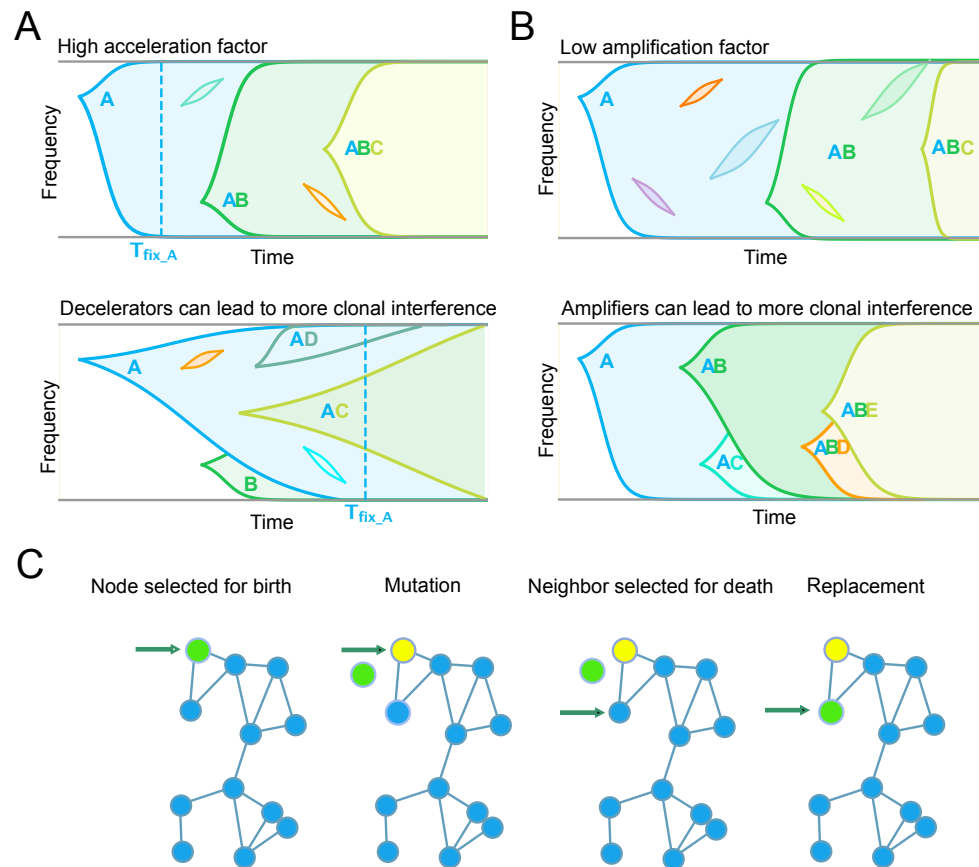 A
High acceleration factor
Frequency
A
AB
ABC
T_fix_A
Time
Decelerators can lead to more clonal interference
Frequency
A
AD
AC
B
Time
T_fix_A
B
Low amplification factor
Frequency
A
AB
ABC
Time
Amplifiers can lead to more clonal interference
Frequency
A
AB
AC
ABE
ABD
Time
C
Node selected for birth
Mutation
Neighbor selected for death
Replacement